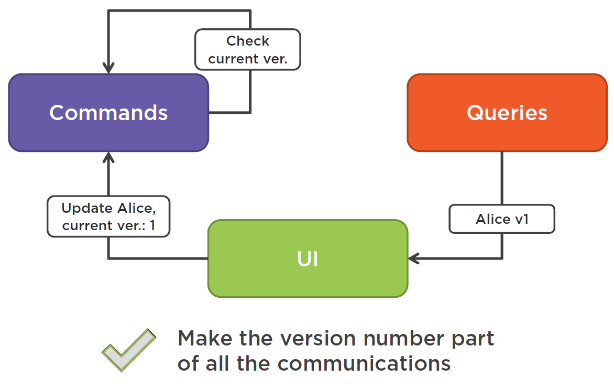 Check
current ver.
Commands
Queries
Update Alice,
current ver.: 1
Alice v1
UI
Make the version number part
of all the communications